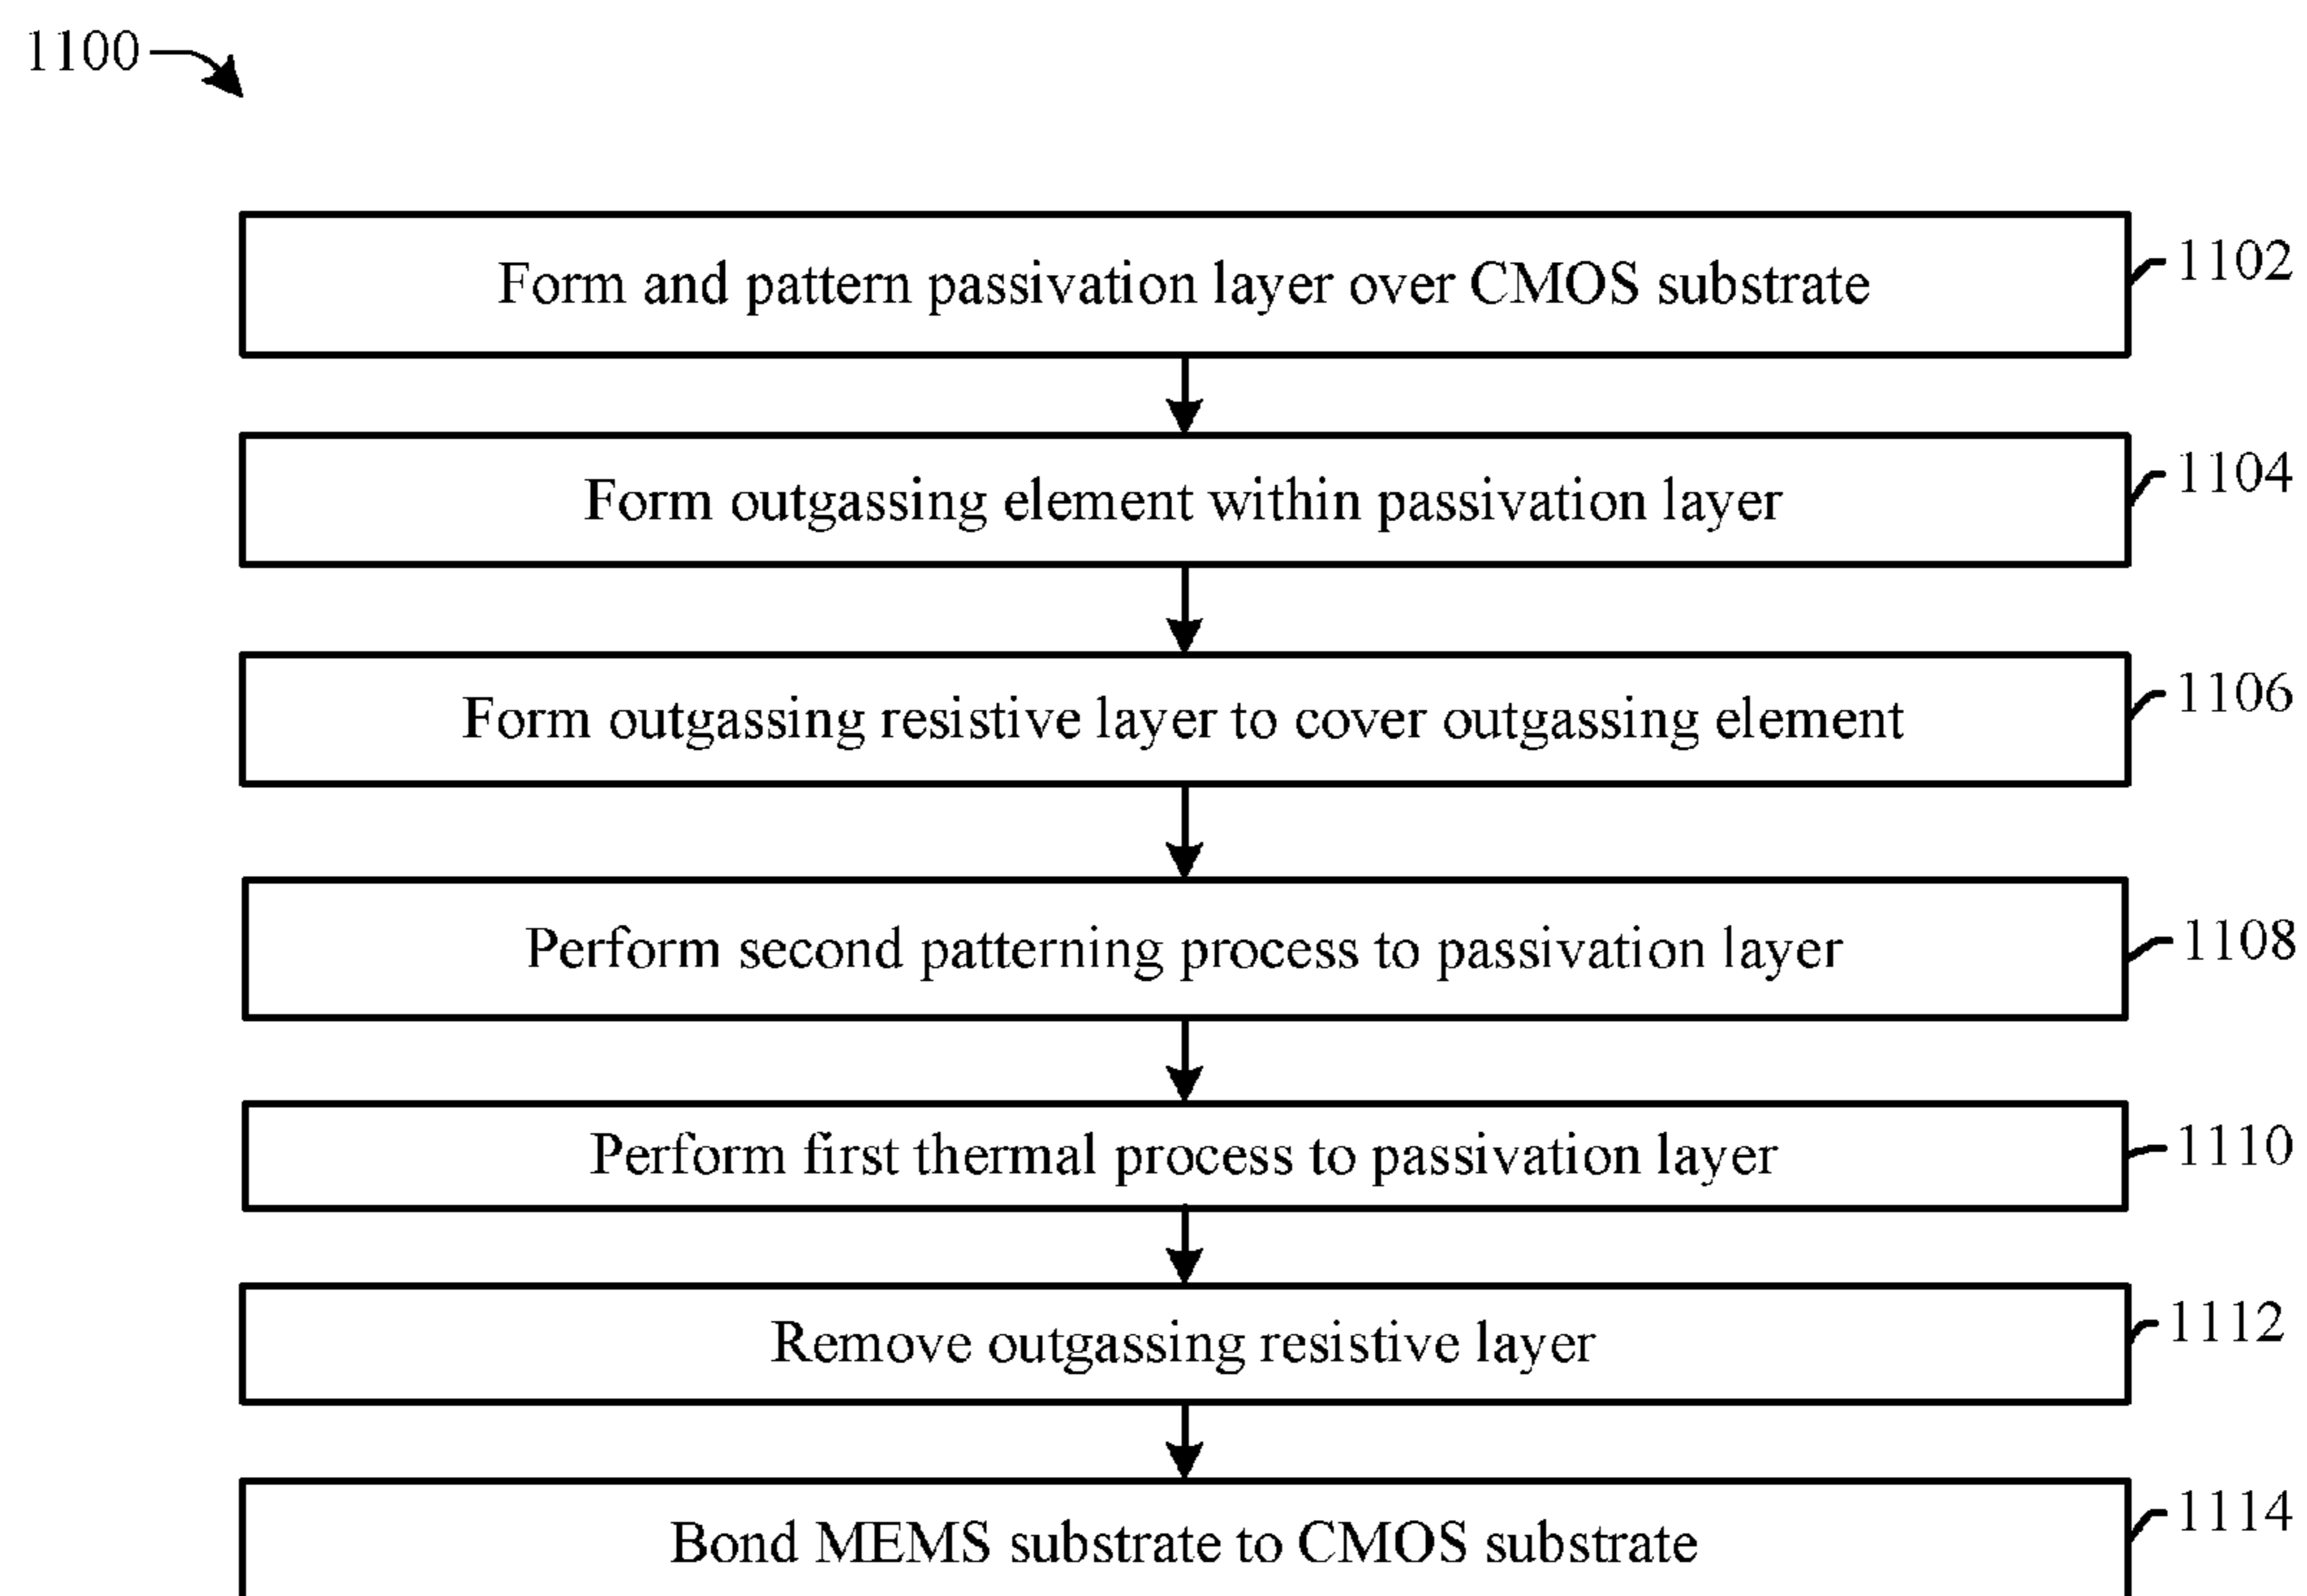 1100
Form and pattern passivation layer over CMOS substrate
1102
Form outgassing element within passivation layer
1104
Form outgassing resistive layer to cover outgassing element
1106
Perform second patterning process to passivation layer
1108
Perform first thermal process to passivation layer
1110
Remove outgassing resistive layer
1112
Bond MEMS substrate to CMOS substrate
1114